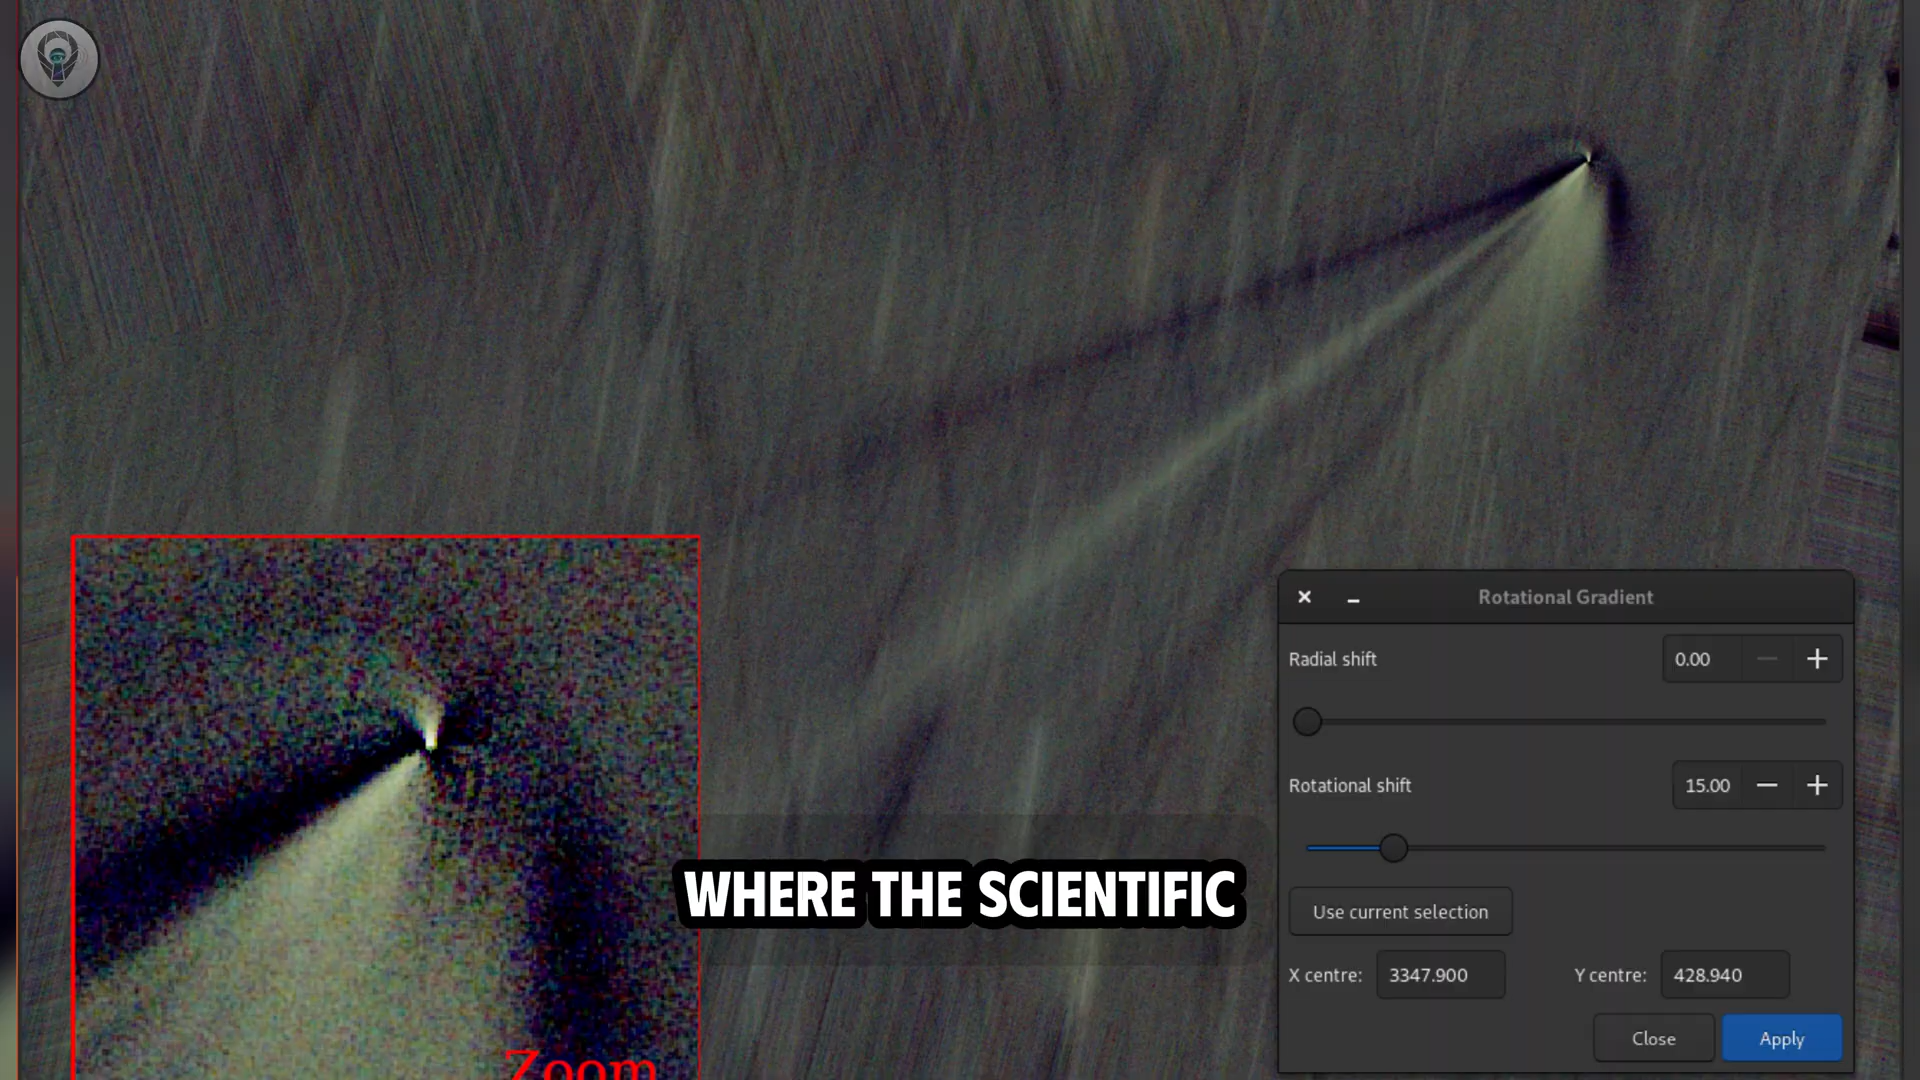 Rotational Gradient
Radial shift
0.00
Rotational shift
15.00
Use current selection
X centre: 3347.900 Y centre: 428.940
Close Apply
WHERE THE SCIENTIFIC
Zoom